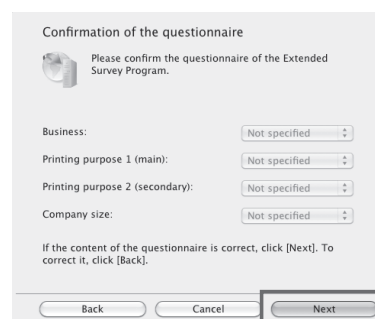 Confirmation of the questionnaire
Please confirm the questionnaire of the Extended
Survey Program.
Business: Not specified
Printing purpose 1 (main): Not specified
Printing purpose 2 (secondary): Not specified
Company size: Not specified
If the content of the questionnaire is correct, click [Next]. To
correct it, click [Back].
Back Cancel Next